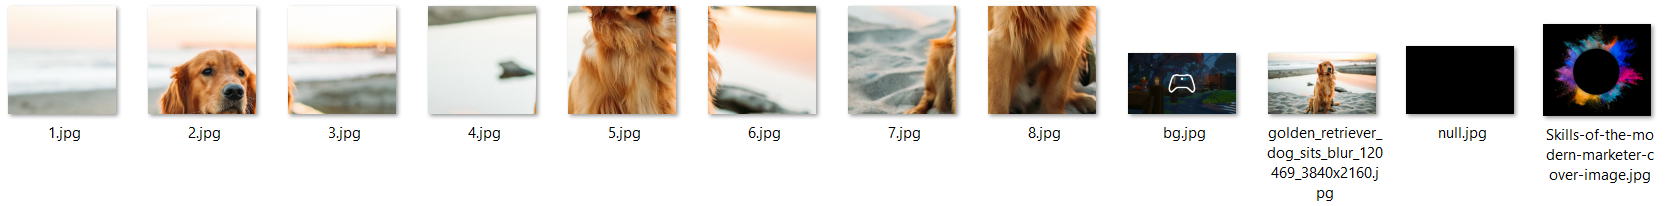 1.jpg
2.jpg
3.jpg
4.jpg
5.jpg
6.jpg
7.jpg
8.jpg
bg.jpg
golden_retriever_
dog_sits_blur_120
469_3840x2160.j
pg
null.jpg
Skills-of-the-mo
dern-marketer-c
over-image.jpg